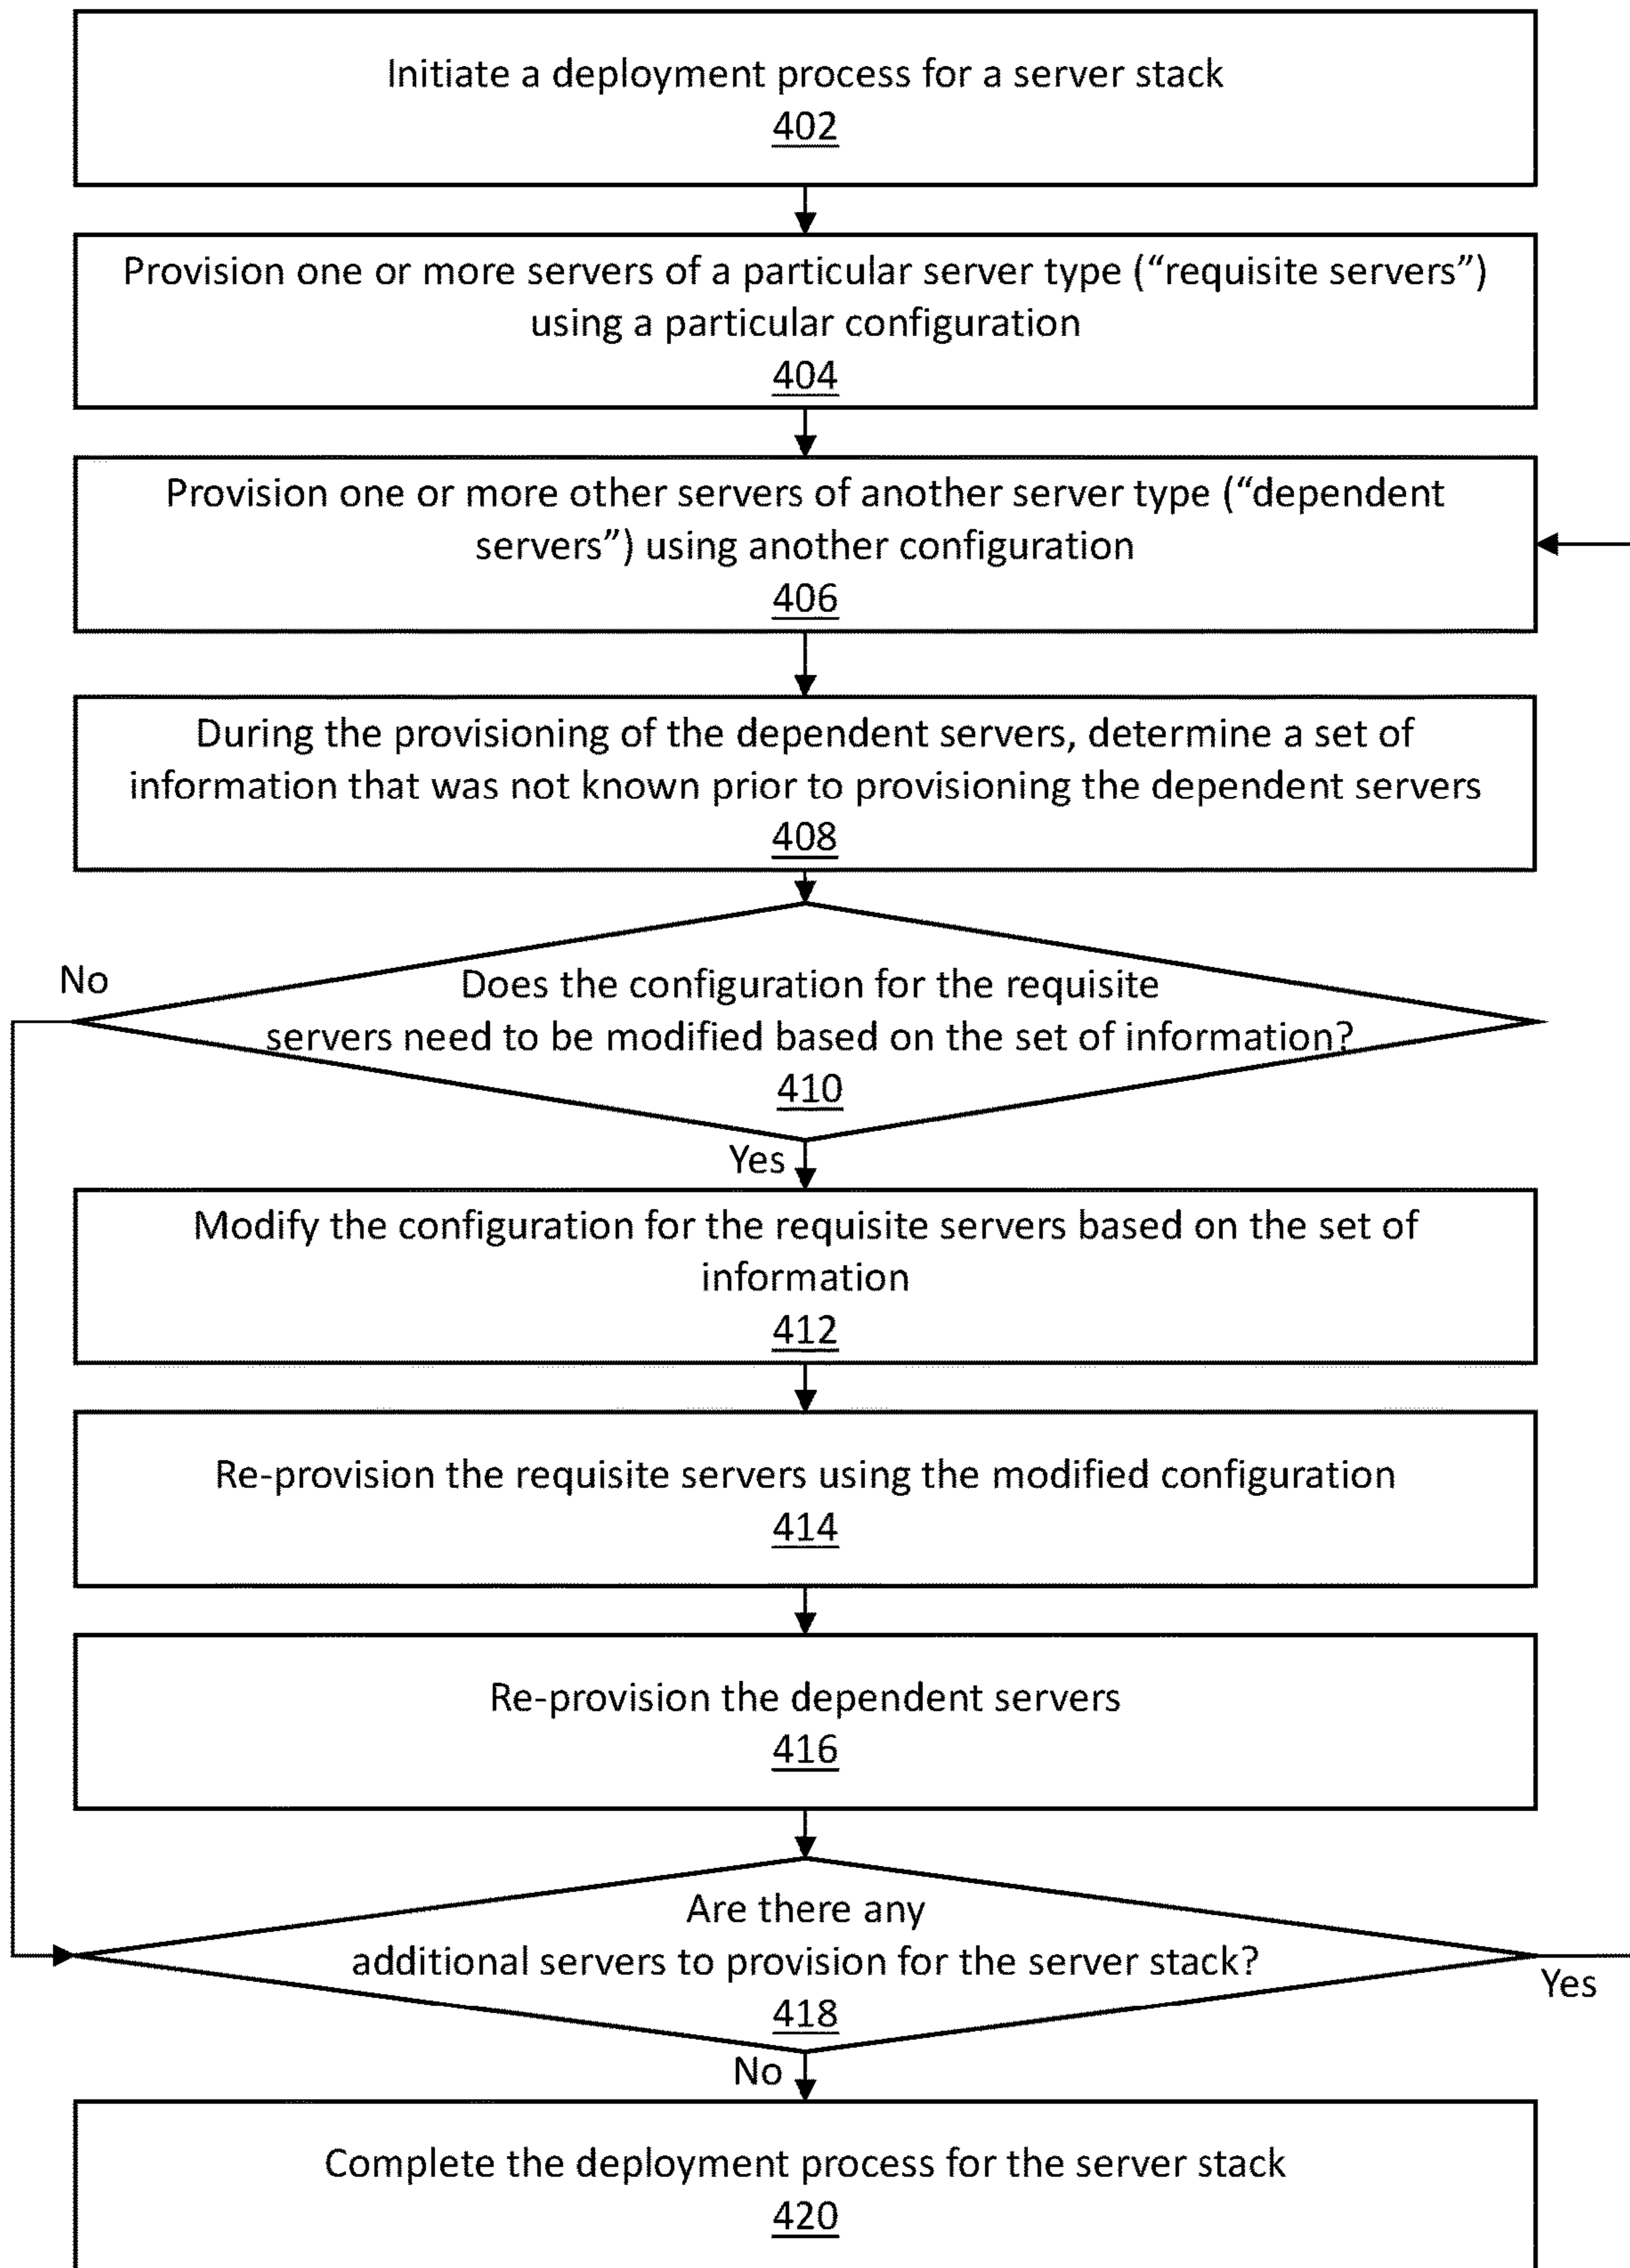 Initiate a deployment process for a server stack
402
Provision one or more servers of a particular server type (“requisite servers”)
using a particular configuration
404
Provision one or more other servers of another server type (“dependent
servers”) using another configuration
406
During the provisioning of the dependent servers, determine a set of
information that was not known prior to provisioning the dependent servers
408
No
Does the configuration for the requisite
servers need to be modified based on the set of information?
410
Yes
Modify the configuration for the requisite servers based on the set of
information
412
Re-provision the requisite servers using the modified configuration
414
Re-provision the dependent servers
416
Are there any
additional servers to provision for the server stack?
418
Yes
No
Complete the deployment process for the server stack
420